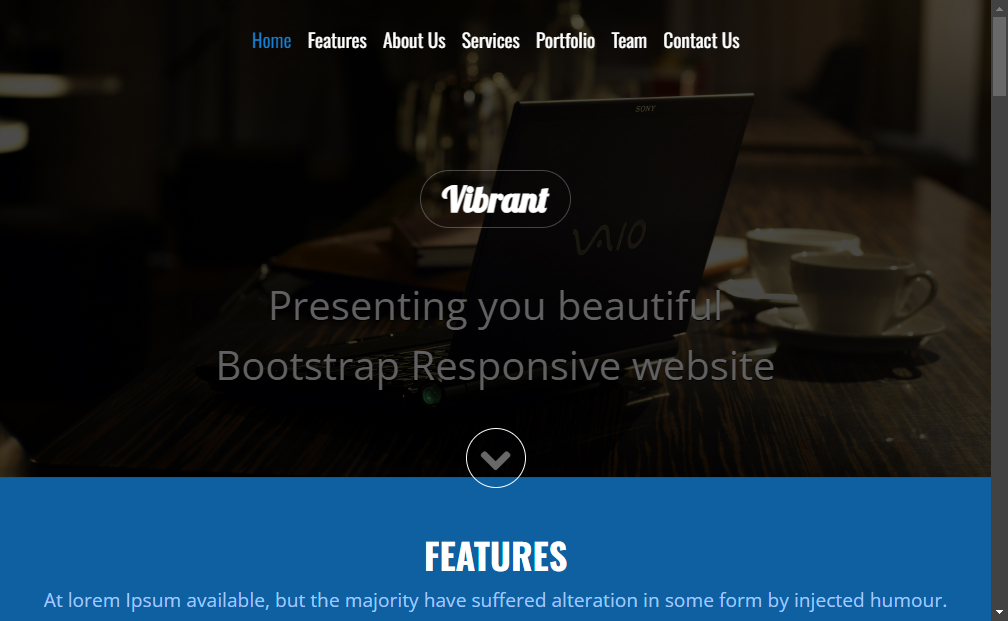 Home Features About Us Services Portfolio Team Contact Us
SONY
Vibrant
VAIO
Presenting you beautiful
Bootstrap Responsive website
FEATURES
At lorem Ipsum available, but the majority have suffered alteration in some form by injected humour.